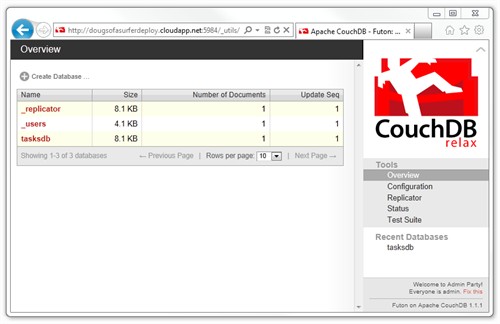 http://dougsofasurferdeploy.cloudapp.net:5984/_utils/
Apache CouchDB - Futon: ...
Overview
Create Database ...
Name Size Number of Documents Update Seq
_replicator 8.1 KB 1 1
_users 4.1 KB 1 1
tasksdb 8.1 KB 1 1
Showing 1-3 of 3 databases ← Previous Page | Rows per page: 10 | Next Page →
CouchDB
relax
Tools
Overview
Configuration
Replicator
Status
Test Suite
Recent Databases
tasksdb
Welcome to Admin Party!
Everyone is admin. Fix this
Futon on Apache CouchDB 1.1.1